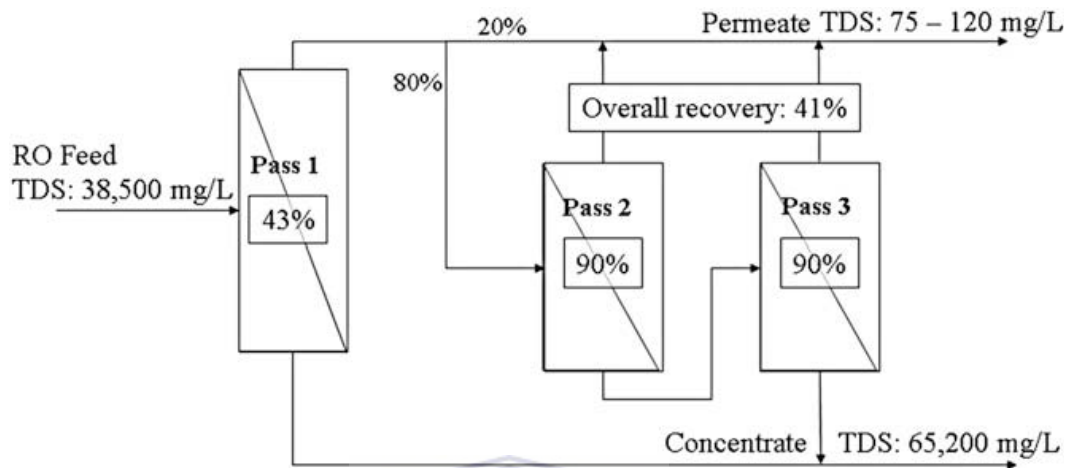 20%
Permeate TDS: 75 – 120 mg/L
80%
Overall recovery: 41%
RO Feed
TDS: 38,500 mg/L
Pass 1
43%
Pass 2
90%
Pass 3
90%
Concentrate TDS: 65,200 mg/L